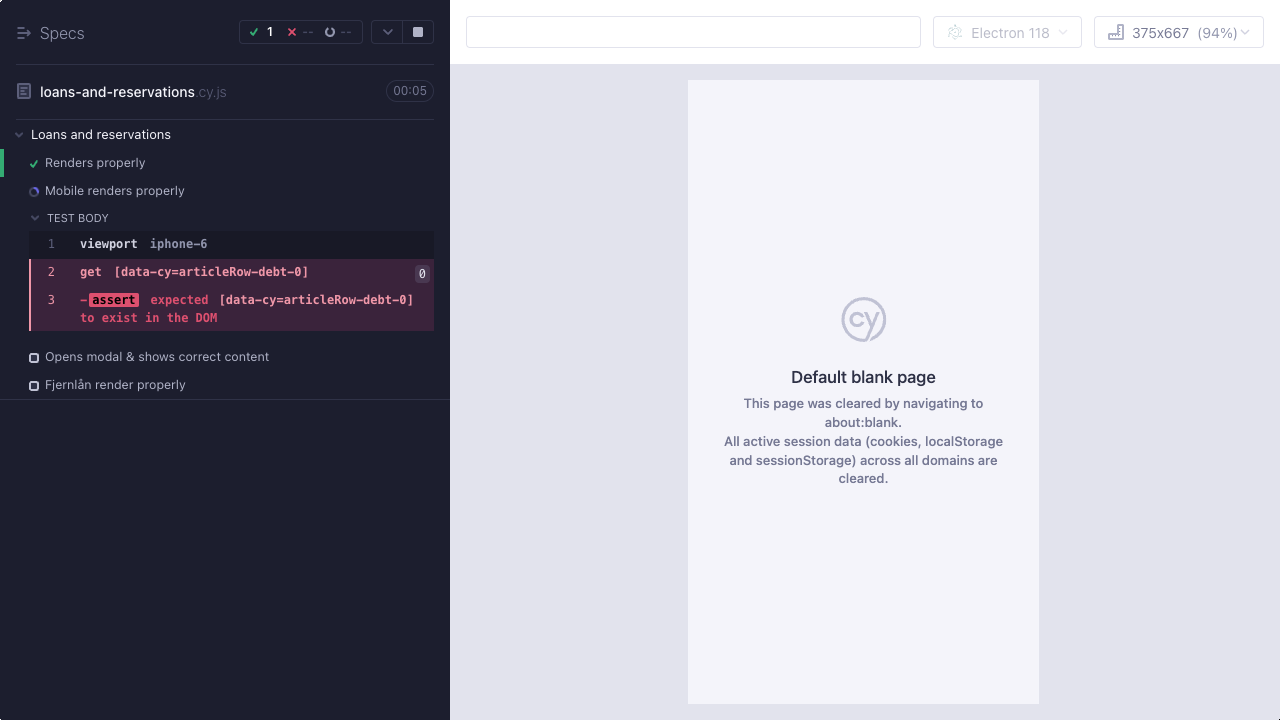 Specs
1
--
--
Electron 118
375x667 (94%)
loans-and-reservations.cy.js
00:05
Loans and reservations
Renders properly
Mobile renders properly
TEST BODY
1 viewport iphone-6
2 get [data-cy=articleRow-debt-0] 0
3 -assert expected [data-cy=articleRow-debt-0]
to exist in the DOM
Opens modal & shows correct content
Fjernlån render properly
cy
Default blank page
This page was cleared by navigating to
about:blank.
All active session data (cookies, localStorage
and sessionStorage) across all domains are
cleared.